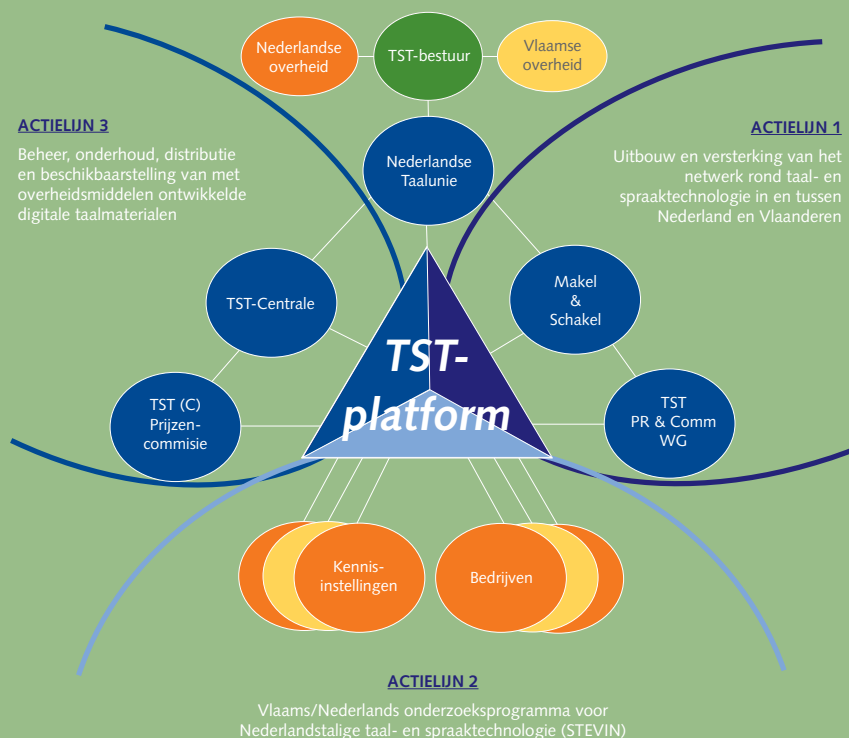 Nederlandse
overheid
TST-bestuur
Vlaamse
overheid
ACTIELIJN 3
Beheer, onderhoud, distributie
en beschikbaarstelling van met
overheidsmiddelen ontwikkelde
digitale taalmaterialen
Nederlandse
Taalunie
ACTIELIJN 1
Uitbouw en versterking van het
netwerk rond taal- en
spraaktechnologie in en tussen
Nederland en Vlaanderen
TST-Centrale
Makel
&
Schakel
TST-
platform
TST (C)
Prijzen-
commisie
TST
PR & Comm
WG
Kennis-
instellingen
Bedrijven
ACTIELIJN 2
Vlaams/Nederlands onderzoeksprogramma voor
Nederlandstalige taal- en spraaktechnologie (STEVIN)